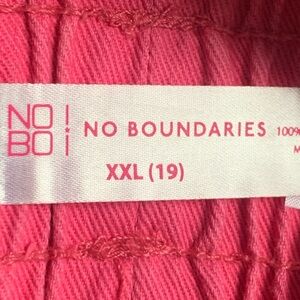 NO!
BO i
NO BOUNDARIES 100%
M
XXL (19)